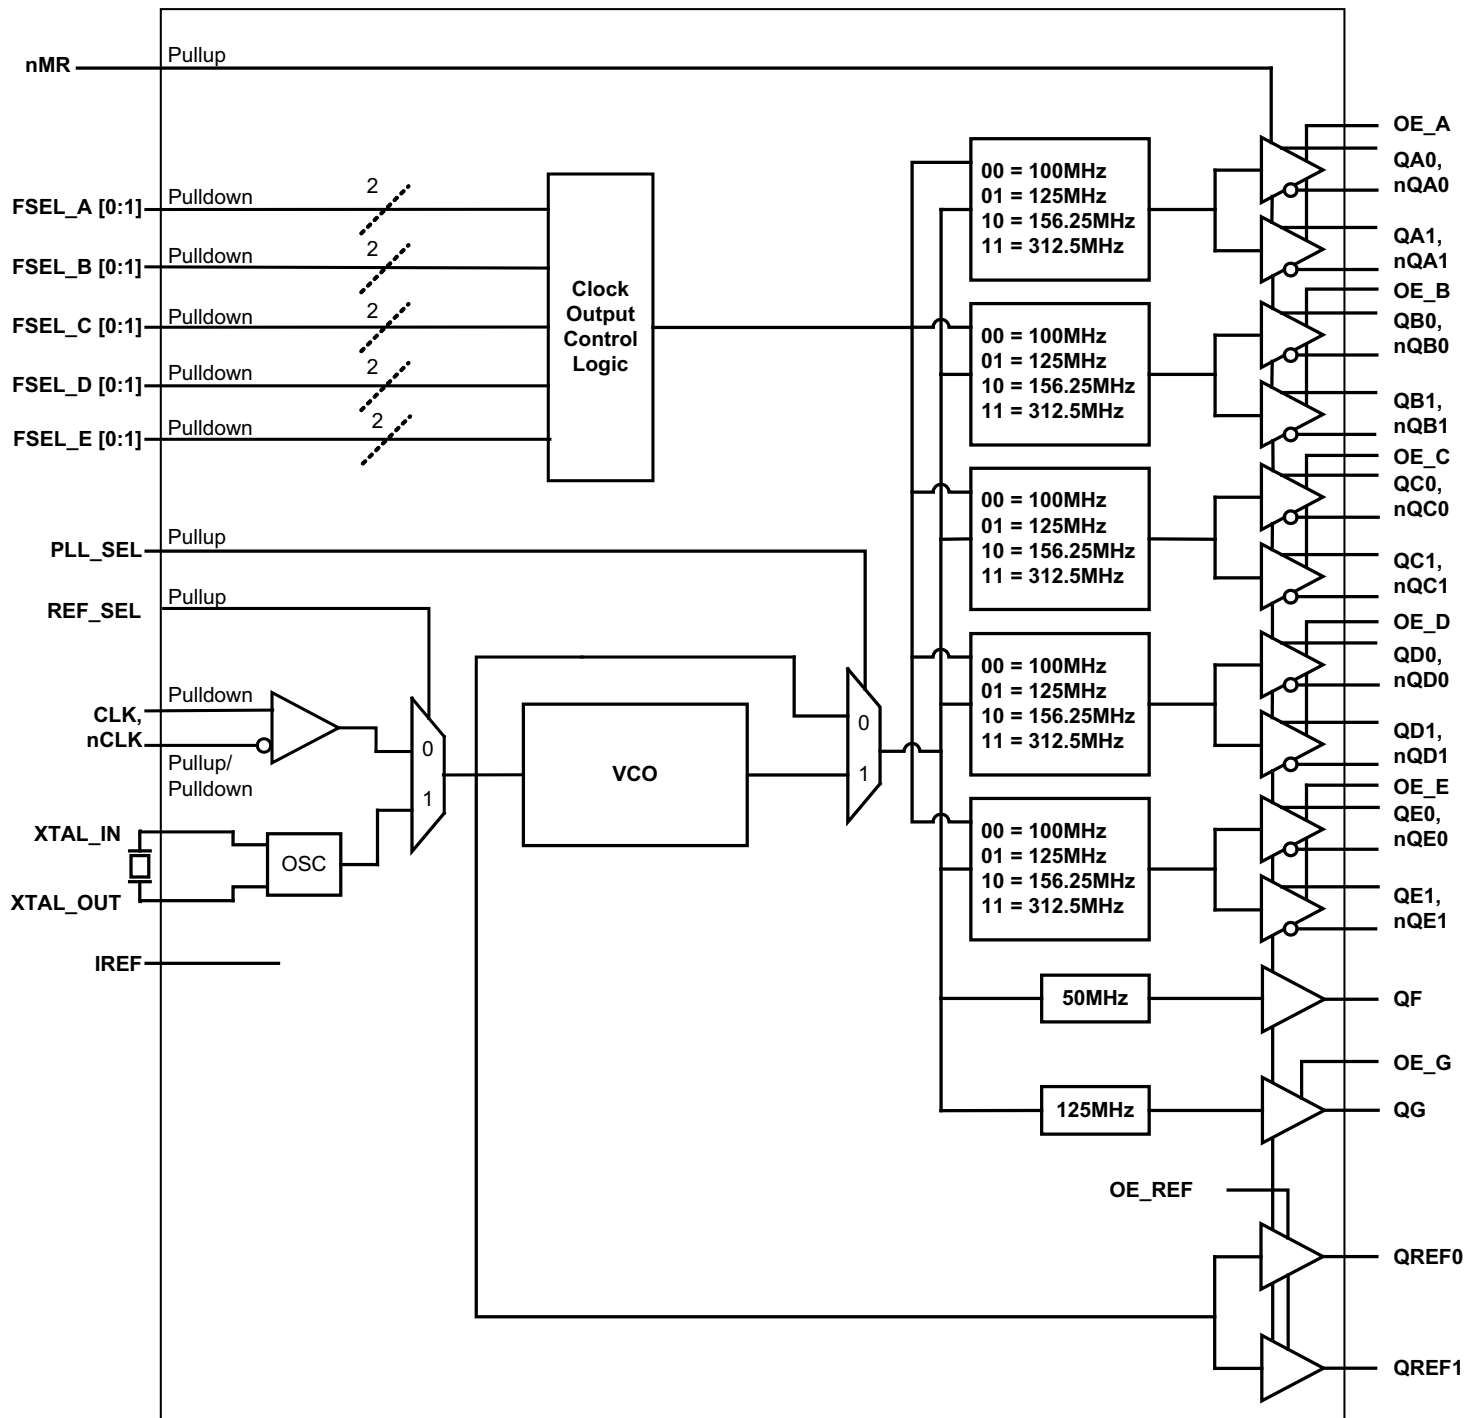 nMR
Pullup
FSEL_A [0:1]
Pulldown
2
FSEL_B [0:1]
Pulldown
2
FSEL_C [0:1]
Pulldown
2
FSEL_D [0:1]
Pulldown
2
FSEL_E [0:1]
Pulldown
2
Clock
Output
Control
Logic
PLL_SEL
Pullup
REF_SEL
Pullup
CLK,
nCLK
Pulldown
Pullup/
Pulldown
0
1
XTAL_IN
XTAL_OUT
OSC
IREF
VCO
0
1
00 = 100MHz
01 = 125MHz
10 = 156.25MHz
11 = 312.5MHz
00 = 100MHz
01 = 125MHz
10 = 156.25MHz
11 = 312.5MHz
00 = 100MHz
01 = 125MHz
10 = 156.25MHz
11 = 312.5MHz
00 = 100MHz
01 = 125MHz
10 = 156.25MHz
11 = 312.5MHz
00 = 100MHz
01 = 125MHz
10 = 156.25MHz
11 = 312.5MHz
50MHz
125MHz
OE_REF
OE_A
QA0,
nQA0
QA1,
nQA1
OE_B
QB0,
nQB0
QB1,
nQB1
OE_C
QC0,
nQC0
QC1,
nQC1
OE_D
QD0,
nQD0
QD1,
nQD1
OE_E
QE0,
nQE0
QE1,
nQE1
QF
OE_G
QG
QREF0
QREF1